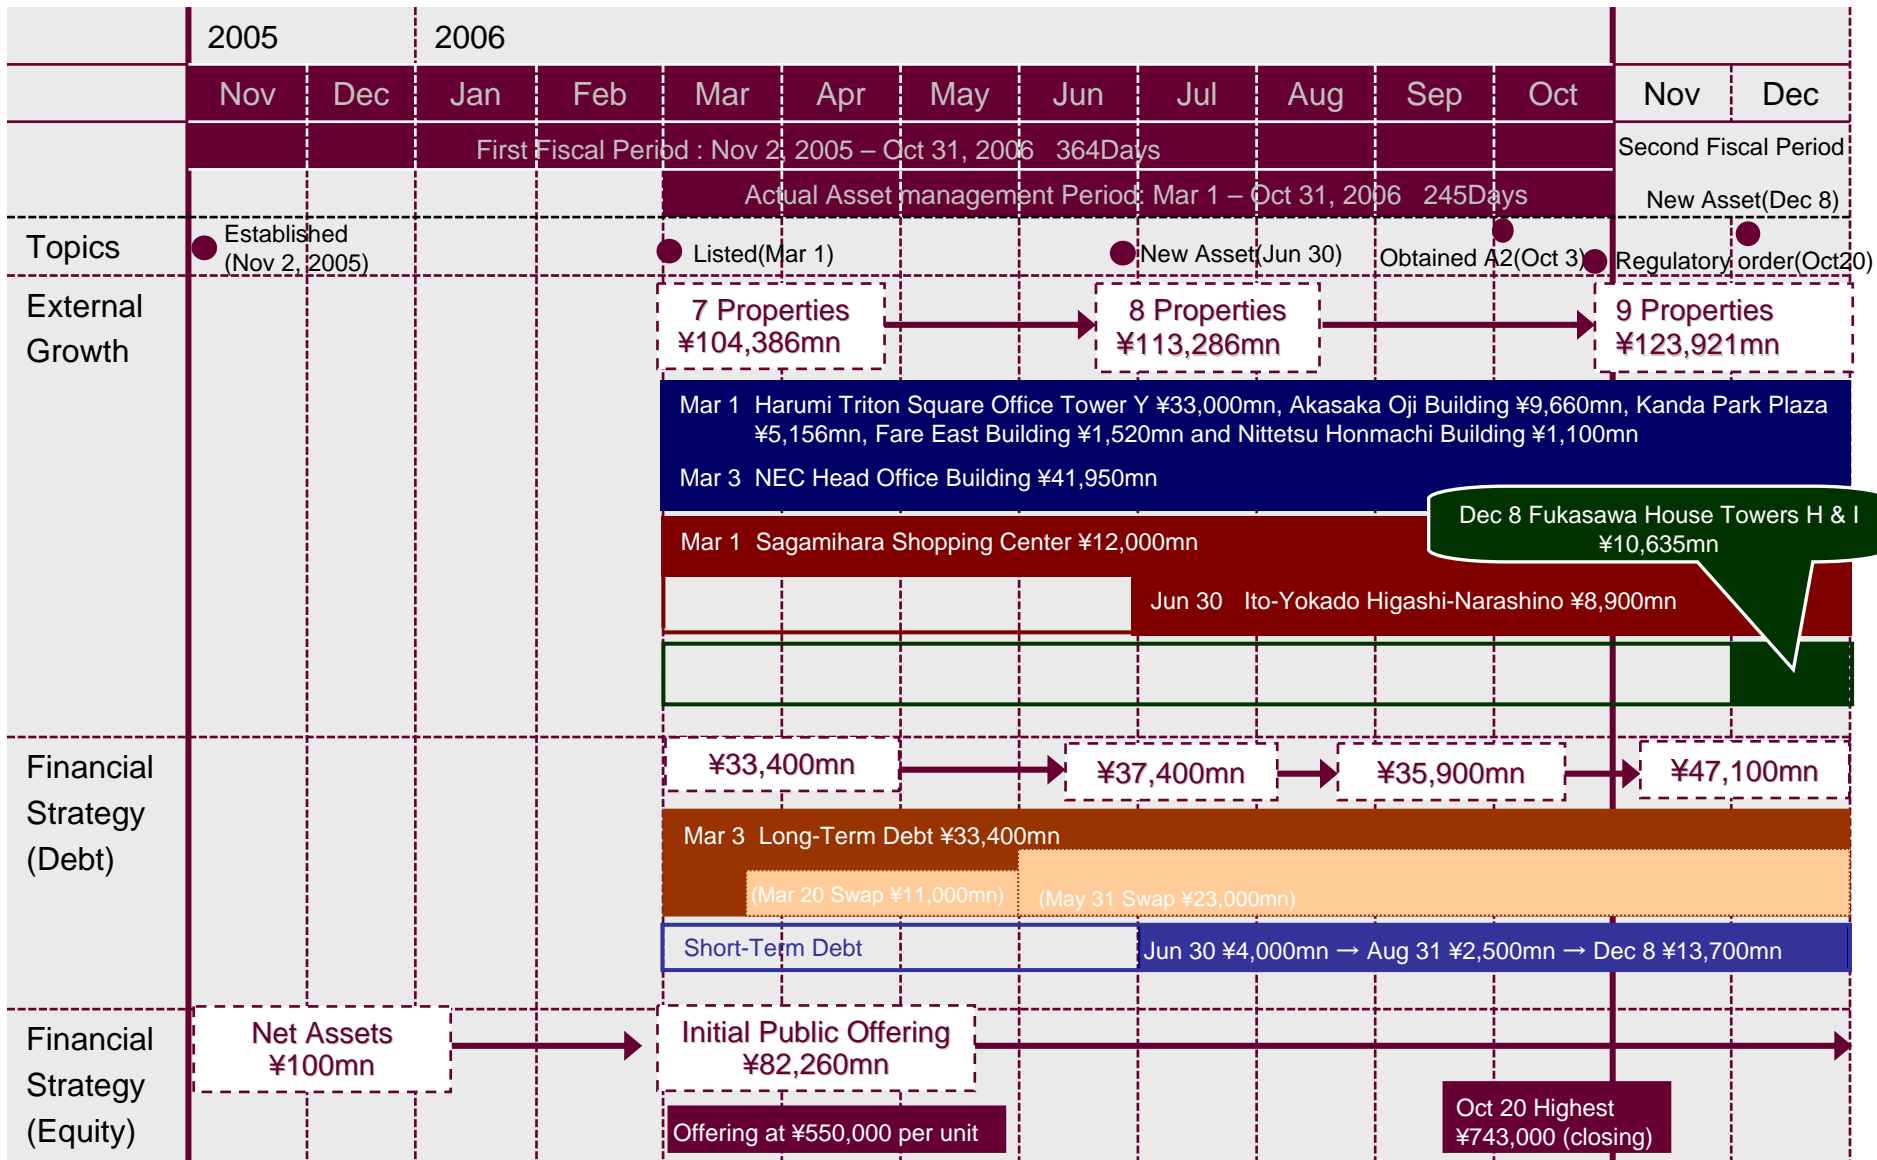 2005
2006
Nov Dec Jan Feb Mar Apr May Jun Jul Aug Sep Oct Nov Dec
First Fiscal Period : Nov 2, 2005 – Oct 31, 2006 364Days
Second Fiscal Period
Actual Asset management Period: Mar 1 – Oct 31, 2006 245Days
New Asset(Dec 8)
Topics
Established
(Nov 2, 2005)
Listed(Mar 1)
New Asset(Jun 30)
Obtained A2(Oct 3)
Regulatory order(Oct20)
External
Growth
7 Properties
¥104,386mn
8 Properties
¥113,286mn
9 Properties
¥123,921mn
Mar 1 Harumi Triton Square Office Tower Y ¥33,000mn, Akasaka Oji Building ¥9,660mn, Kanda Park Plaza
¥5,156mn, Fare East Building ¥1,520mn and Nittetsu Honmachi Building ¥1,100mn
Mar 3 NEC Head Office Building ¥41,950mn
Dec 8 Fukasawa House Towers H & I
¥10,635mn
Mar 1 Sagamihara Shopping Center ¥12,000mn
Jun 30 Ito-Yokado Higashi-Narashino ¥8,900mn
Financial
Strategy
(Debt)
¥33,400mn
¥37,400mn
¥35,900mn
¥47,100mn
Mar 3 Long-Term Debt ¥33,400mn
(Mar 20 Swap ¥11,000mn)
(May 31 Swap ¥23,000mn)
Short-Term Debt
Jun 30 ¥4,000mn → Aug 31 ¥2,500mn → Dec 8 ¥13,700mn
Financial
Strategy
(Equity)
Net Assets
¥100mn
Initial Public Offering
¥82,260mn
Offering at ¥550,000 per unit
Oct 20 Highest
¥743,000 (closing)